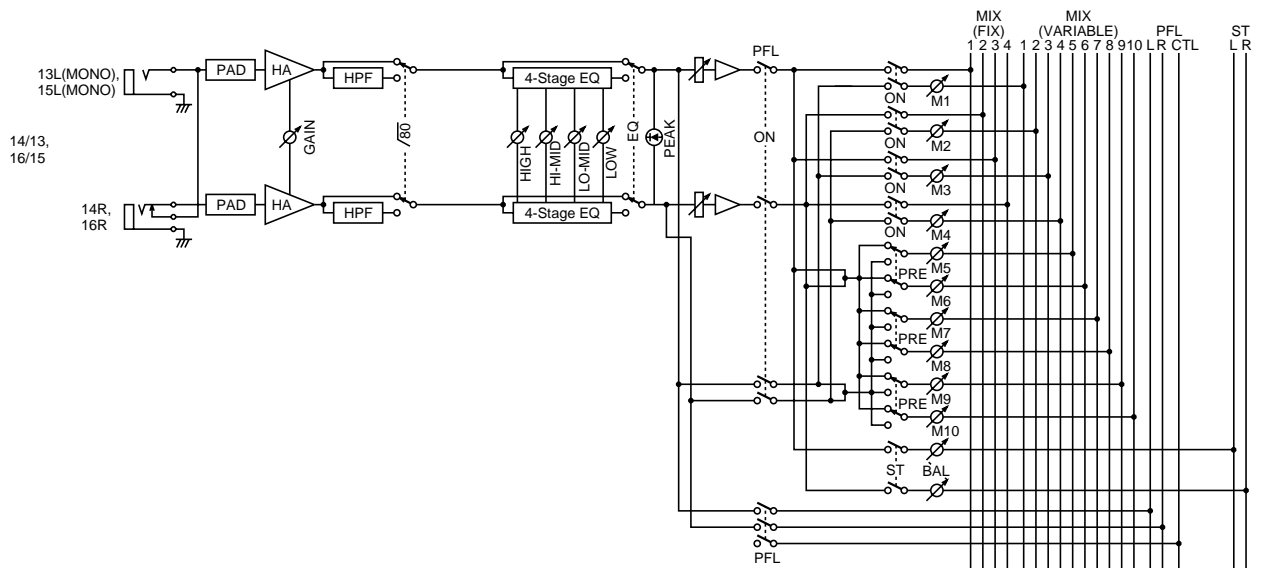 MIX
(FIX)
MIX
(VARIABLE)
PFL
ST
1 2 3 4
1 2 3 4 5 6 7 8 9 10
L R CTL
L R
13L(MONO),
15L(MONO)
PAD
HA
HPF
4-Stage EQ
PFL
ON
M1
14/13,
16/15
GAIN
80
HIGH
HI-MID
LO-MID
LOW
EQ
PEAK
ON
ON
M2
ON
M3
14R,
16R
PAD
HA
HPF
4-Stage EQ
ON
M4
M5
PRE
M6
M7
PRE
M8
M9
PRE
M10
ST
BAL
PFL